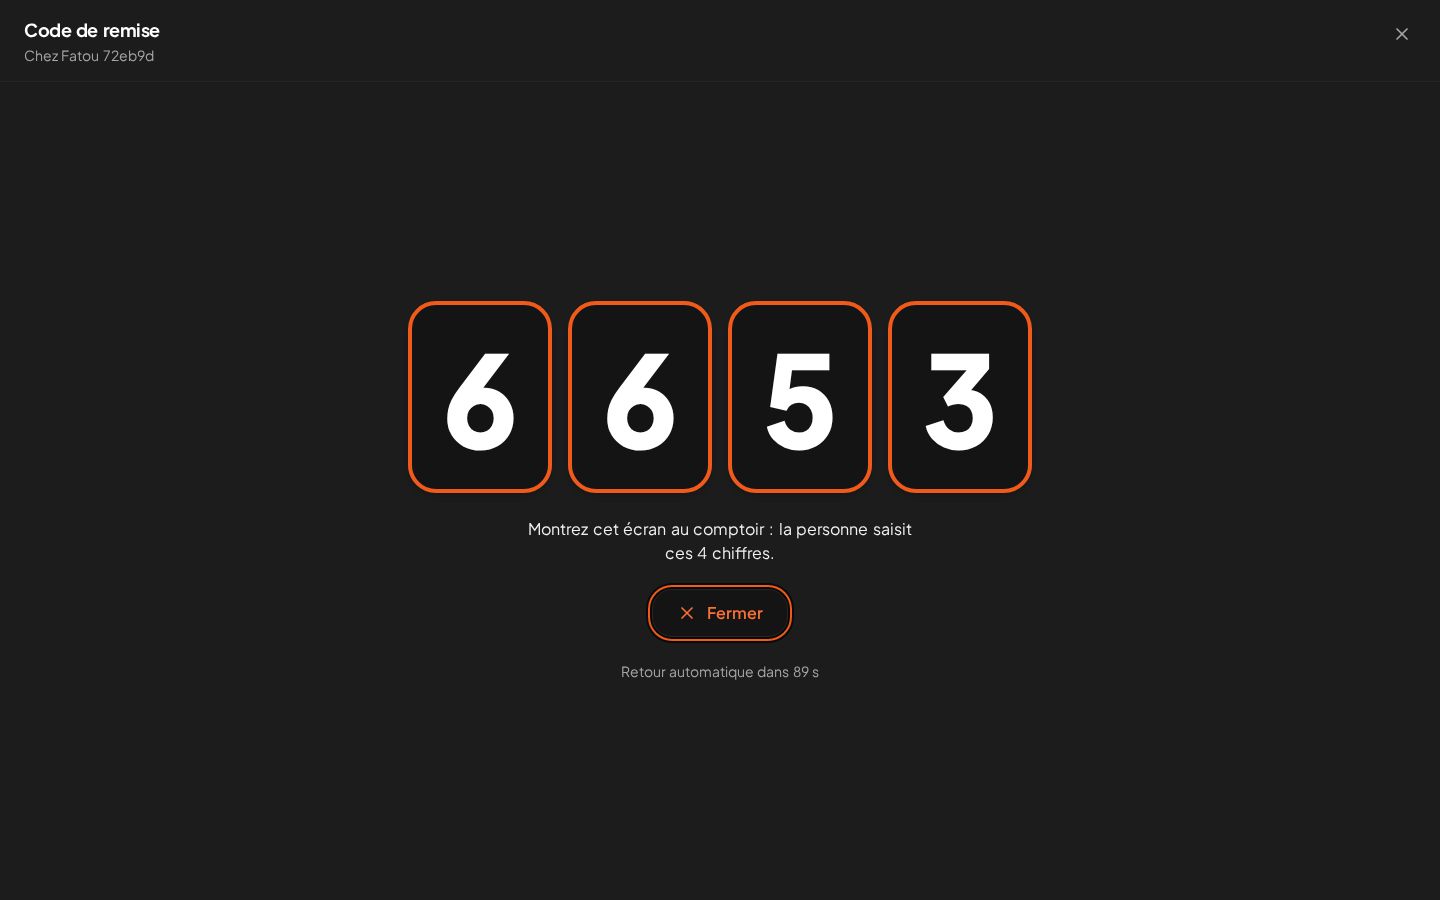 Code de remise
Chez Fatou 72eb9d
6 6 5 3
Montrez cet écran au comptoir : la personne saisit
ces 4 chiffres.
Fermer
Retour automatique dans 89 s